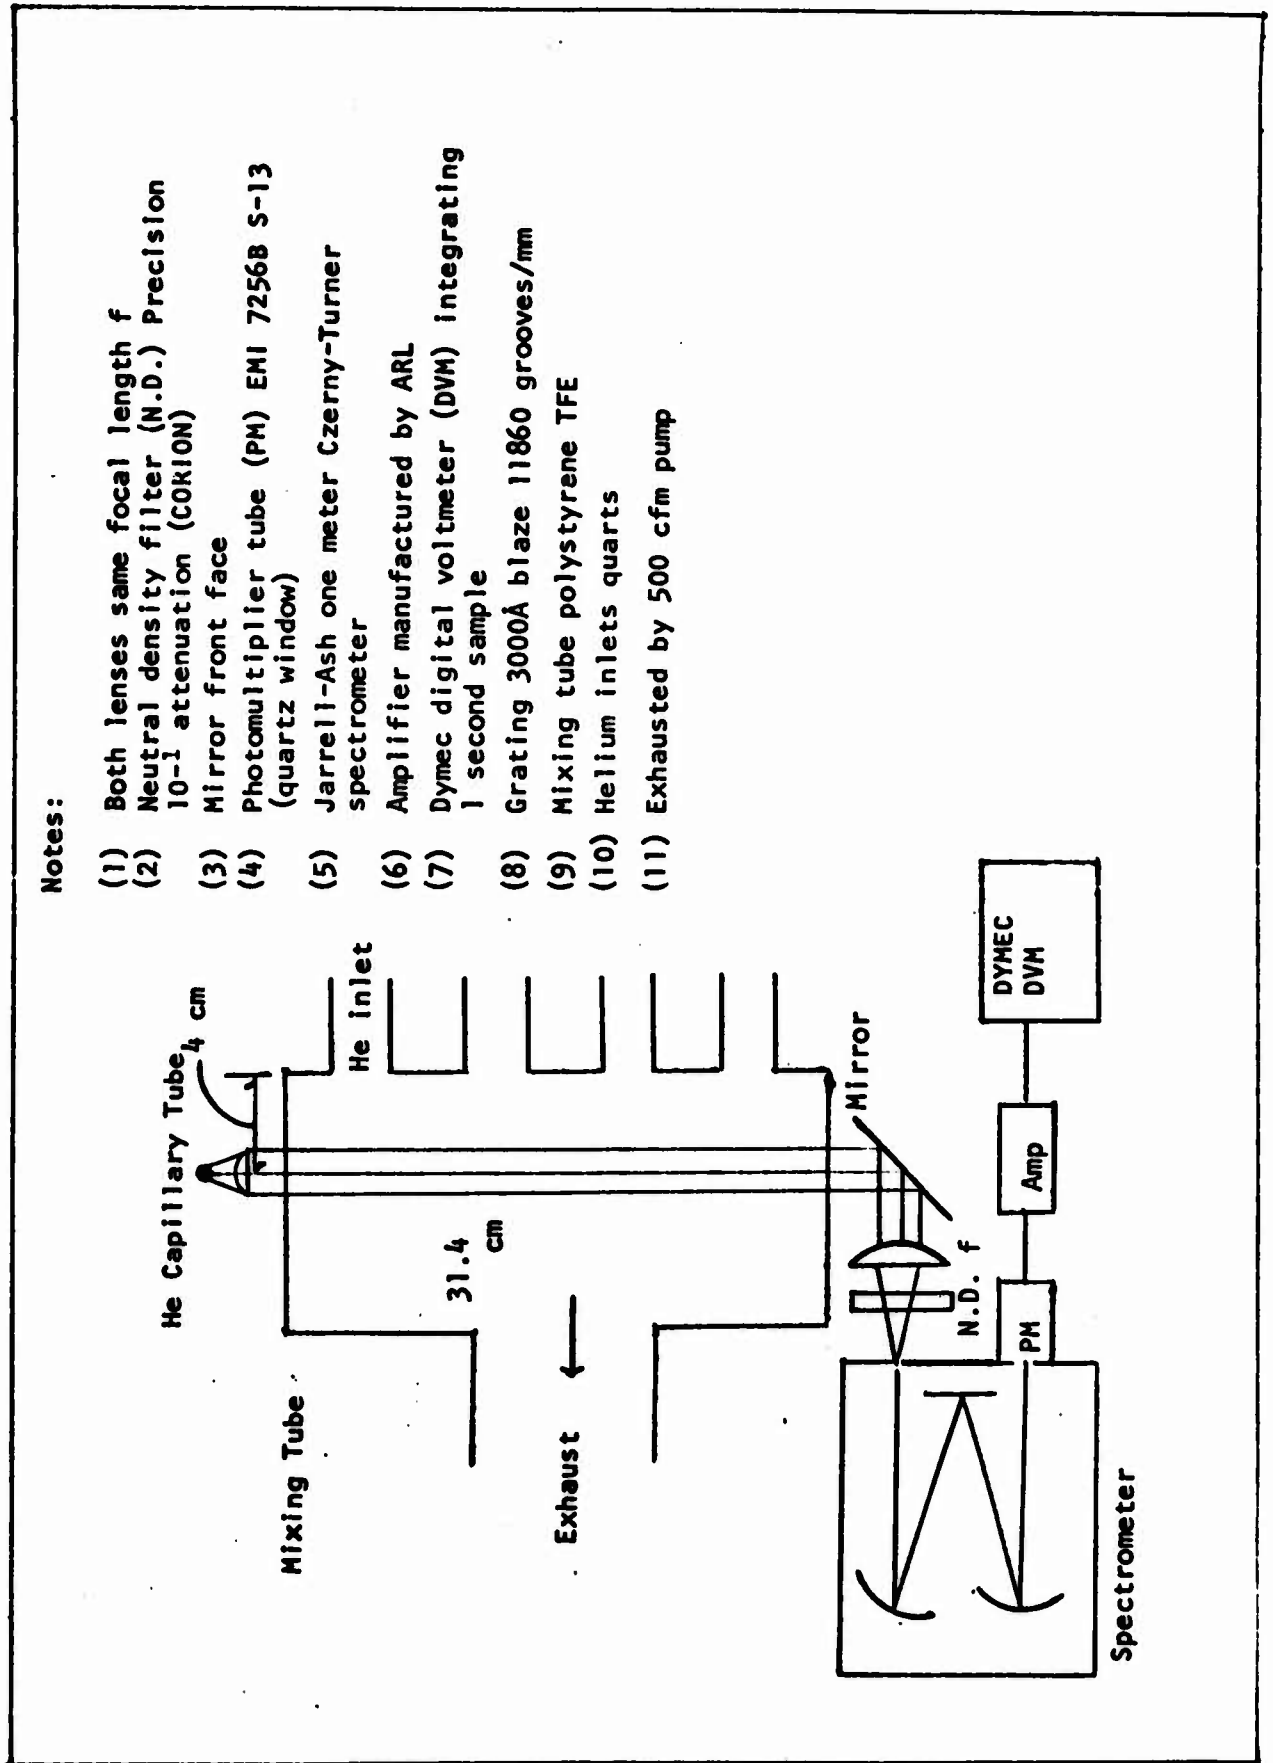 Notes:
(1) Both lenses same focal length f
(2) Neutral density filter (N.D.) Precision
10-1 attenuation (CORION)
(3) Mirror front face
(4) Photomultiplier tube (PM) EMI 7256B S-13
(quartz window)
(5) Jarrell-Ash one meter Czerny-Turner
spectrometer
(6) Amplifier manufactured by ARL
(7) Dymec digital voltmeter (DVM) integrating
1 second sample
(8) Grating 3000Å blaze 11860 grooves/mm
(9) Mixing tube polystyrene TFE
(10) Helium inlets quarts
(11) Exhausted by 500 cfm pump
He Capillary Tube
4 cm
He inlet
Mixing Tube
31.4
cm
Exhaust
Mirror
f
N.D.
PM
Amp
DYMEC
DVM
Spectrometer